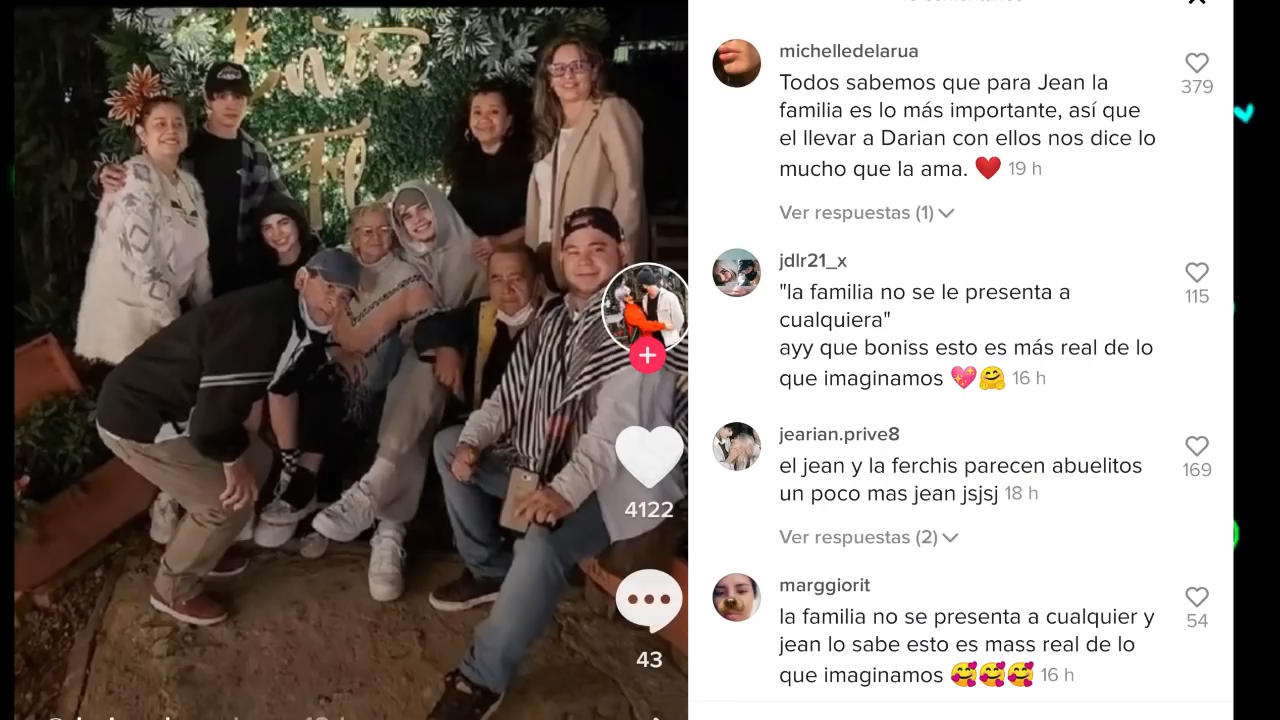 Entre
4122
43
michelledelarua
Todos sabemos que para Jean la
familia es lo más importante, así que
el llevar a Darian con ellos nos dice lo
mucho que la ama. ❤️ 19 h
379
Ver respuestas (1)
jdlr21_x
"la familia no se le presenta a
cualquiera"
ayy que boniss esto es más real de lo
que imaginamos 💖🤗 16 h
115
Ver respuestas (2)
jearian.prive8
el jean y la ferchis parecen abuelitos
un poco mas jean jsjsj 18 h
169
marggiorit
la familia no se presenta a cualquier y
jean lo sabe esto es mass real de lo
que imaginamos 🥰🥰🥰 16 h
54